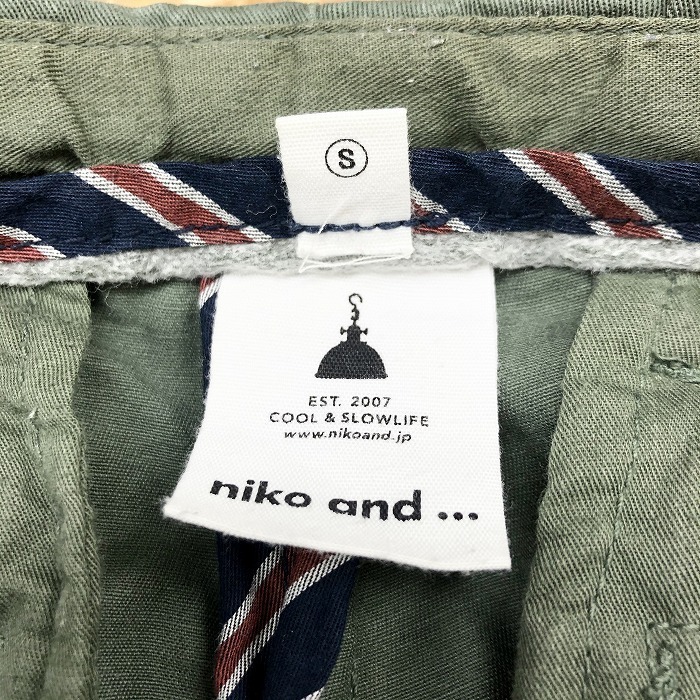 S
EST. 2007
COOL & SLOWLIFE
www.nikoand.jp
niko and ...